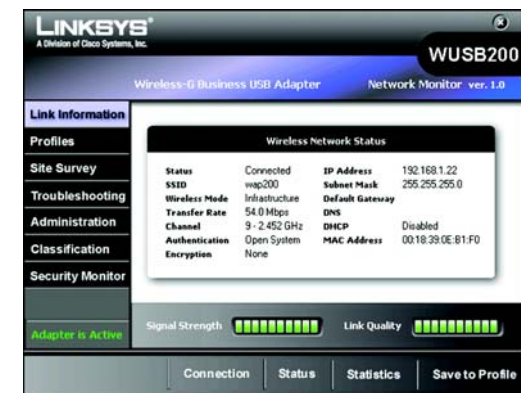 LINKSYS®
A Division of Cisco Systems, Inc.
WUSB200
Wireless-G Business USB Adapter Network Monitor ver. 1.0
Link Information
Profiles
Site Survey
Troubleshooting
Administration
Classification
Security Monitor
Adapter is Active
Wireless Network Status
Status Connected IP Address 192.168.1.22
SSID wap200 Subnet Mask 255.255.255.0
Wireless Mode Infrastructure Default Gateway
Transfer Rate 54.0 Mbps DNS
Channel 9 - 2.452 GHz DHCP Disabled
Authentication Open System MAC Address 00:18:39:0E:81:F0
Encryption None
Signal Strength Link Quality
Connection Status Statistics Save to Profile